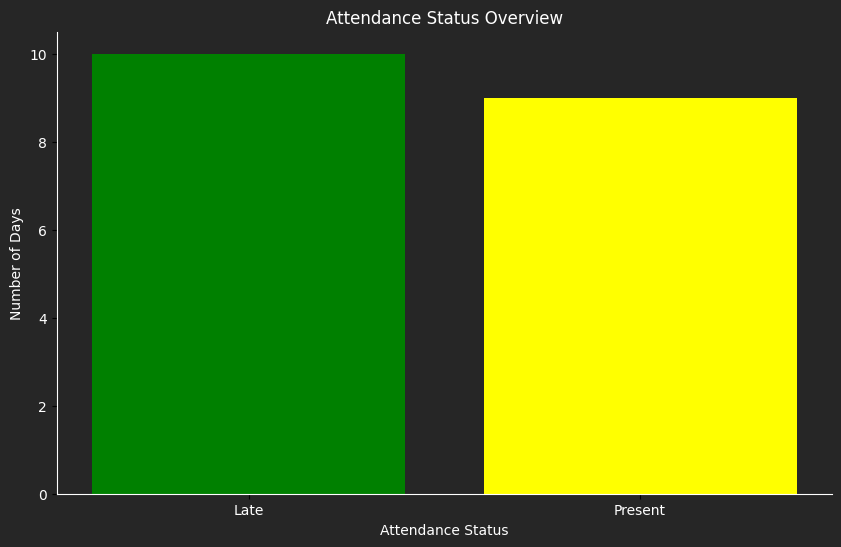 Attendance Status Overview
10
8
6
4
2
0
Number of Days
Late Present
Attendance Status